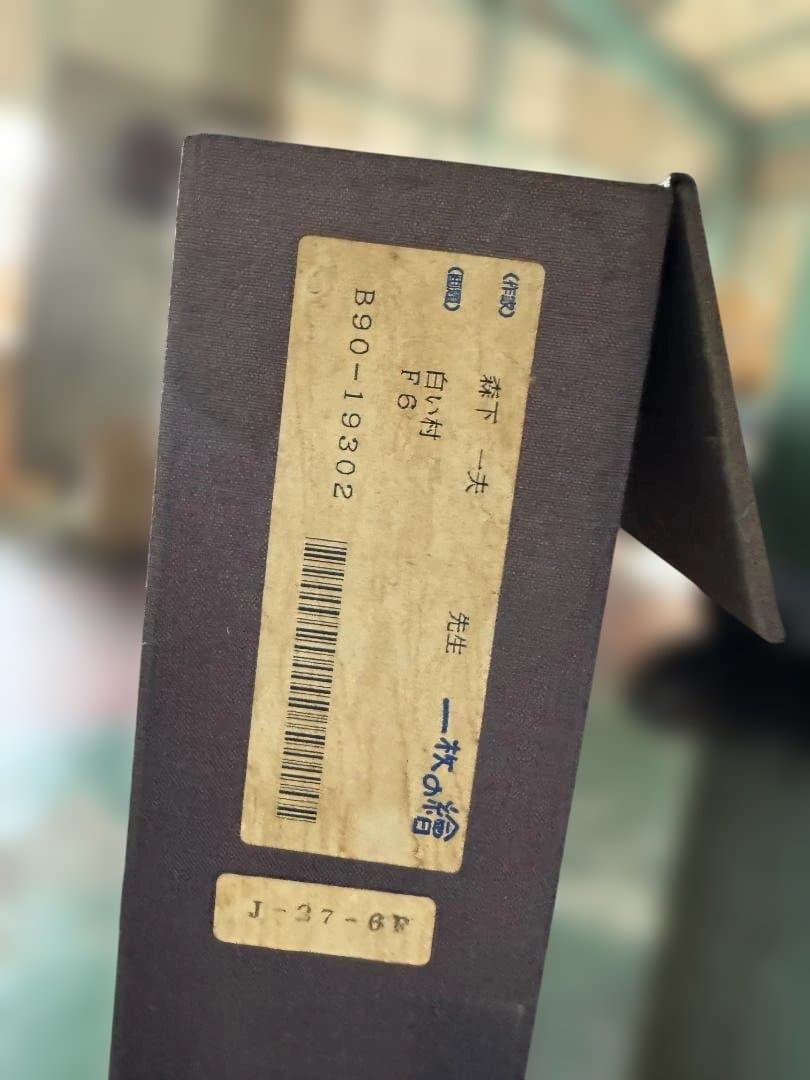 〈作家〉 森下 一夫 先生
〈画題〉 白い村
F6
B90-19302
一枚の繪
J-27-6F